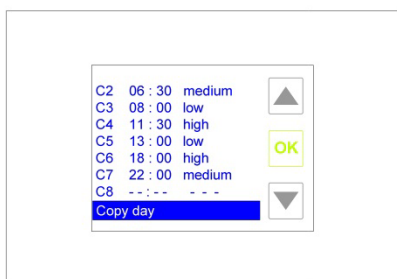 C2 06 : 30 medium
C3 08 : 00 low
C4 11 : 30 high
C5 13 : 00 low
C6 18 : 00 high
C7 22 : 00 medium
C8 - - : - - - - -
Copy day
OK